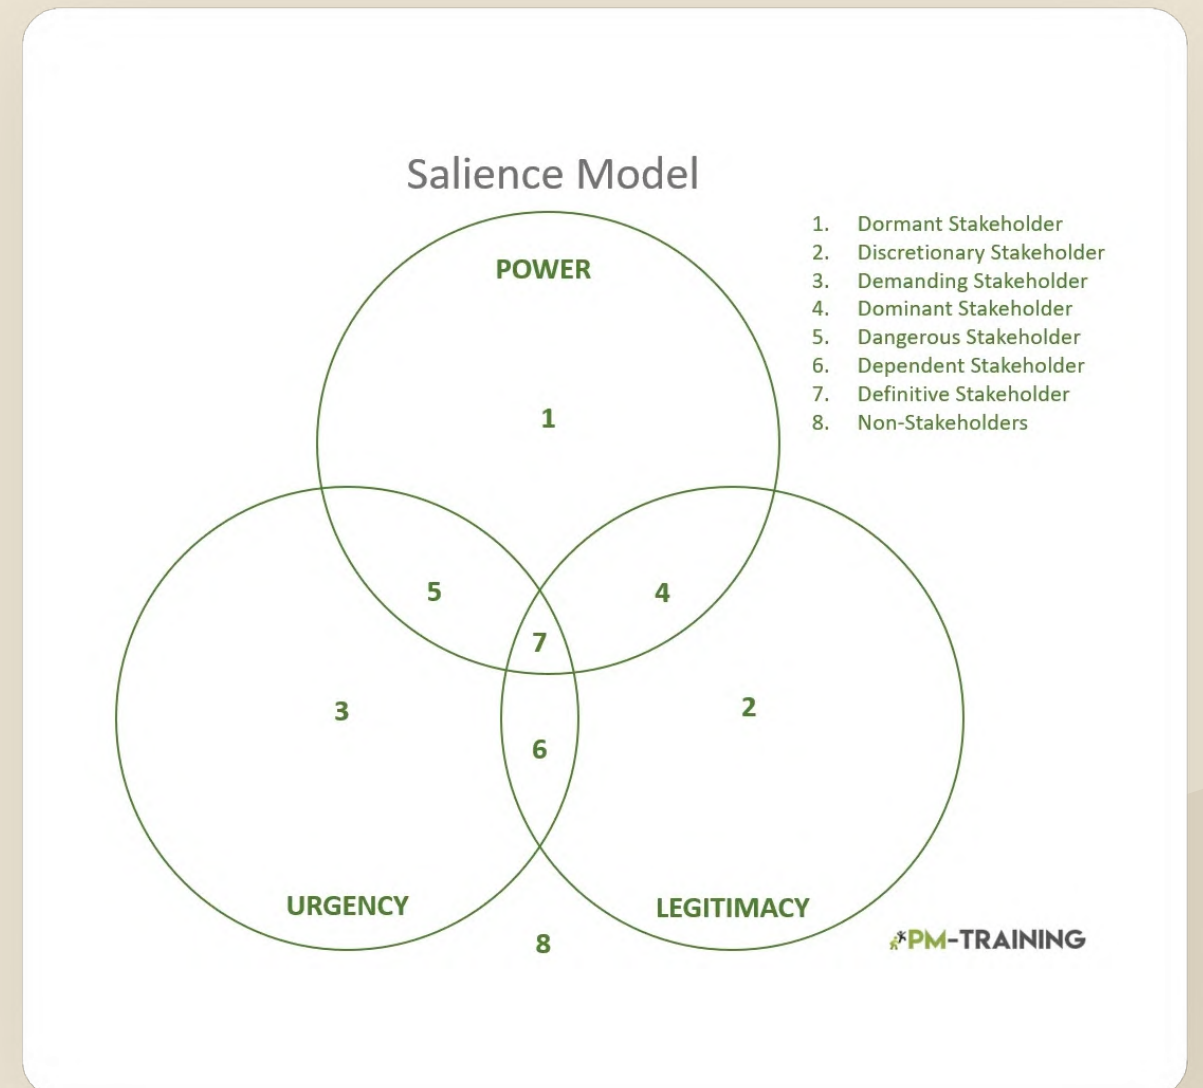 Salience Model
POWER
1. Dormant Stakeholder
2. Discretionary Stakeholder
3. Demanding Stakeholder
4. Dominant Stakeholder
5. Dangerous Stakeholder
6. Dependent Stakeholder
7. Definitive Stakeholder
8. Non-Stakeholders
1
5
4
7
3
2
6
URGENCY
LEGITIMACY
8
PM-TRAINING